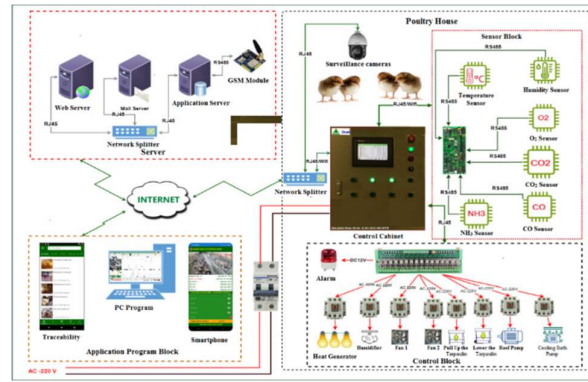 Poultry House
Sensor Block
RJ45
RS485
Surveillance cameras
GSM Module
Web Server
Mail Server
Application Server
RJ45
RJ45
RJ45
Network Splitter
Server
RJ45/Wifi
RJ45/Wifi
Network Splitter
Control Cabinet
INTERNET
RS485
RS485
Temperature
Sensor
Humidity
Sensor
RS485
O2
O₂ Sensor
RS485
CO2
CO₂ Sensor
RS485
RS485
CO
CO Sensor
NH3
NH₃ Sensor
RJ45
DC12V
Alarm
Heat Generator
Humidifier
Fan 1
Fan 2
Pull Up the
Tarpaulin
Lower the
Tarpaulin
Roof Pump
Cooling Bath
Pump
Control Block
Traceability
PC Program
Smartphone
Application Program Block
AC -220 V